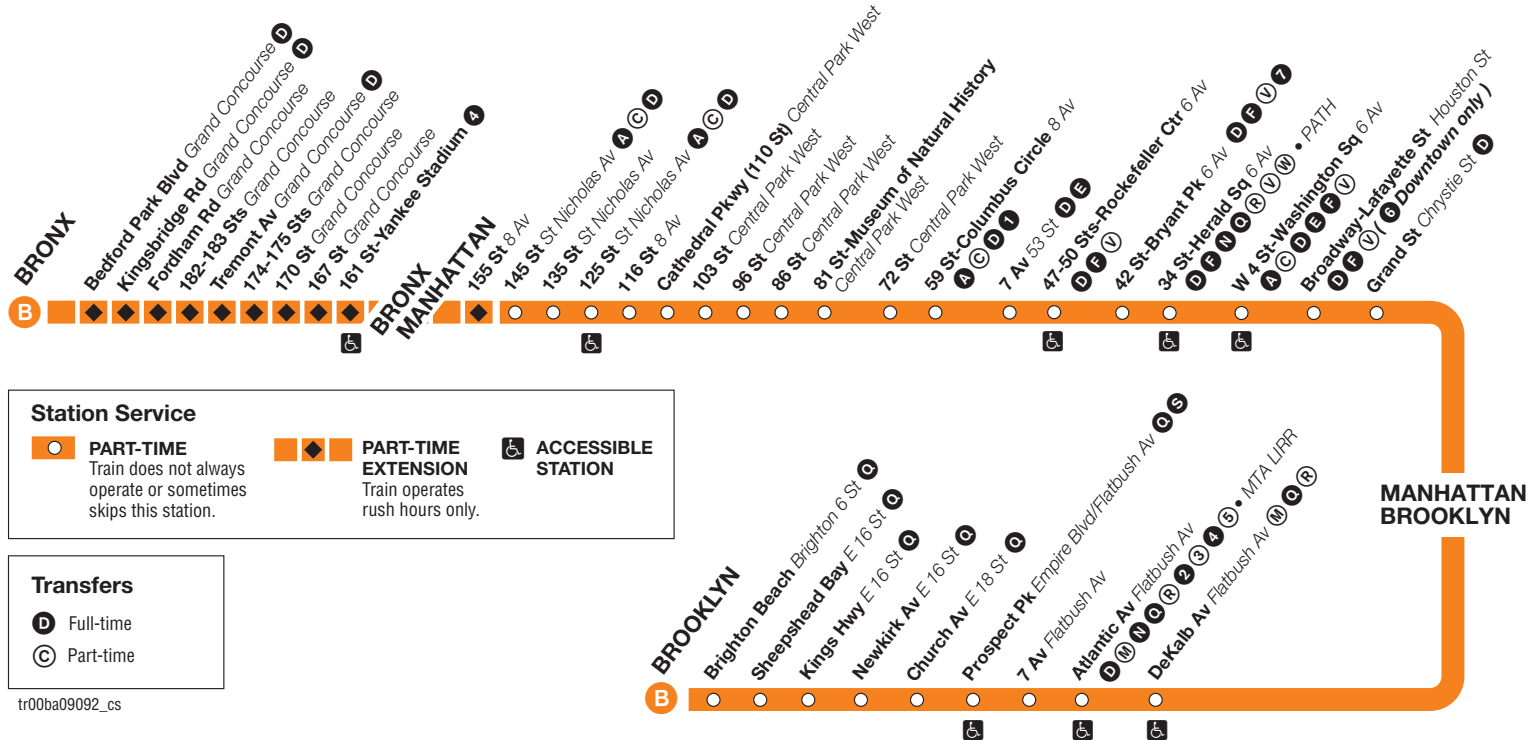 BRONX
B
Bedford Park Blvd Grand Concourse D
Kingsbridge Rd Grand Concourse D
Fordham Rd Grand Concourse
182-183 Sts Grand Concourse
Tremont Av Grand Concourse D
174-175 Sts Grand Concourse
170 St Grand Concourse
167 St Grand Concourse
161 St-Yankee Stadium 4
BRONX
MANHATTAN
155 St 8 Av
145 St St Nicholas Av A C D
135 St St Nicholas Av
125 St St Nicholas Av A C D
116 St 8 Av
Cathedral Pkwy (110 St) Central Park West
103 St Central Park West
96 St Central Park West
86 St Central Park West
81 St-Museum of Natural History
Central Park West
72 St Central Park West
59 St-Columbus Circle 8 Av
A C D 1
7 Av 53 St D E
47-50 Sts-Rockefeller Ctr 6 Av
D F V
42 St-Bryant Pk 6 Av D F V 7
34 St-Herald Sq 6 Av
D F N Q R V W • PATH
W 4 St-Washington Sq 6 Av
A C D E F V
Broadway-Lafayette St Houston St
D F V ( 6 Downtown only )
Grand St Chrystie St D
MANHATTAN
BROOKLYN
BROOKLYN
B
Brighton Beach Brighton 6 St Q
Sheepshead Bay E 16 St Q
Kings Hwy E 16 St Q
Newkirk Av E 16 St Q
Church Av E 18 St Q
Prospect Pk Empire Blvd/Flatbush Av Q S
7 Av Flatbush Av
Atlantic Av Flatbush Av
D M N Q R 2 3 4 5 • MTA LIRR
DeKalb Av Flatbush Av M Q R
Station Service
PART-TIME
Train does not always
operate or sometimes
skips this station.
PART-TIME
EXTENSION
Train operates
rush hours only.
ACCESSIBLE
STATION
Transfers
D Full-time
C Part-time
tr00ba09092_cs